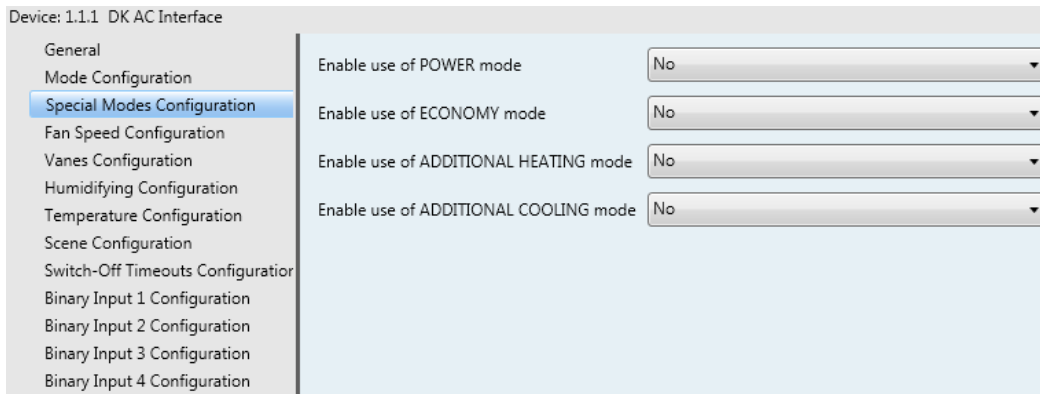 Device: 1.1.1 DK AC Interface
General
Mode Configuration
Special Modes Configuration
Fan Speed Configuration
Vanes Configuration
Humidifying Configuration
Temperature Configuration
Scene Configuration
Switch-Off Timeouts Configuration
Binary Input 1 Configuration
Binary Input 2 Configuration
Binary Input 3 Configuration
Binary Input 4 Configuration
Enable use of POWER mode No
Enable use of ECONOMY mode No
Enable use of ADDITIONAL HEATING mode No
Enable use of ADDITIONAL COOLING mode No